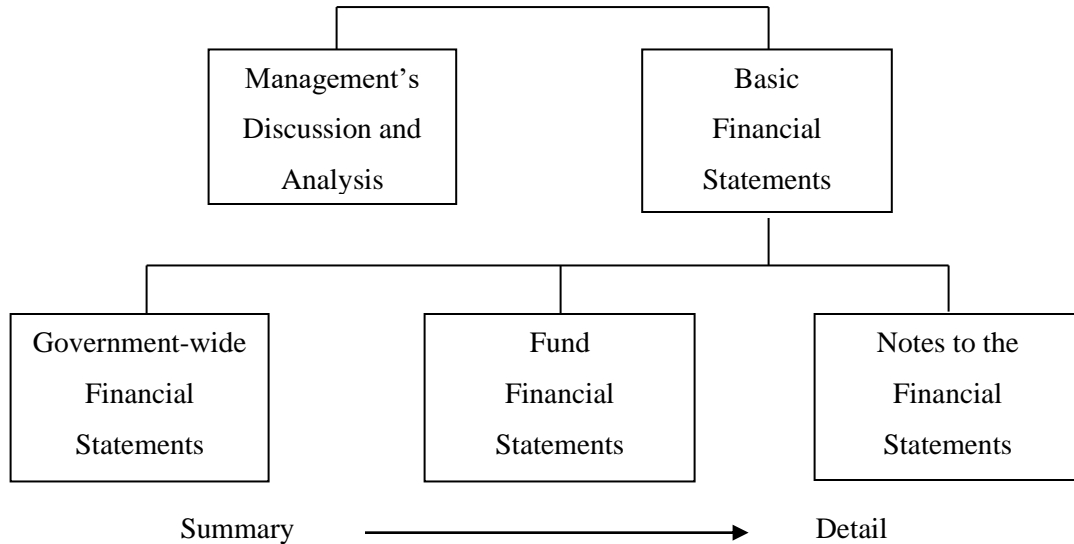 Management’s
Discussion and
Analysis
Basic
Financial
Statements
Government-wide
Financial
Statements
Fund
Financial
Statements
Notes to the
Financial
Statements
Summary
Detail